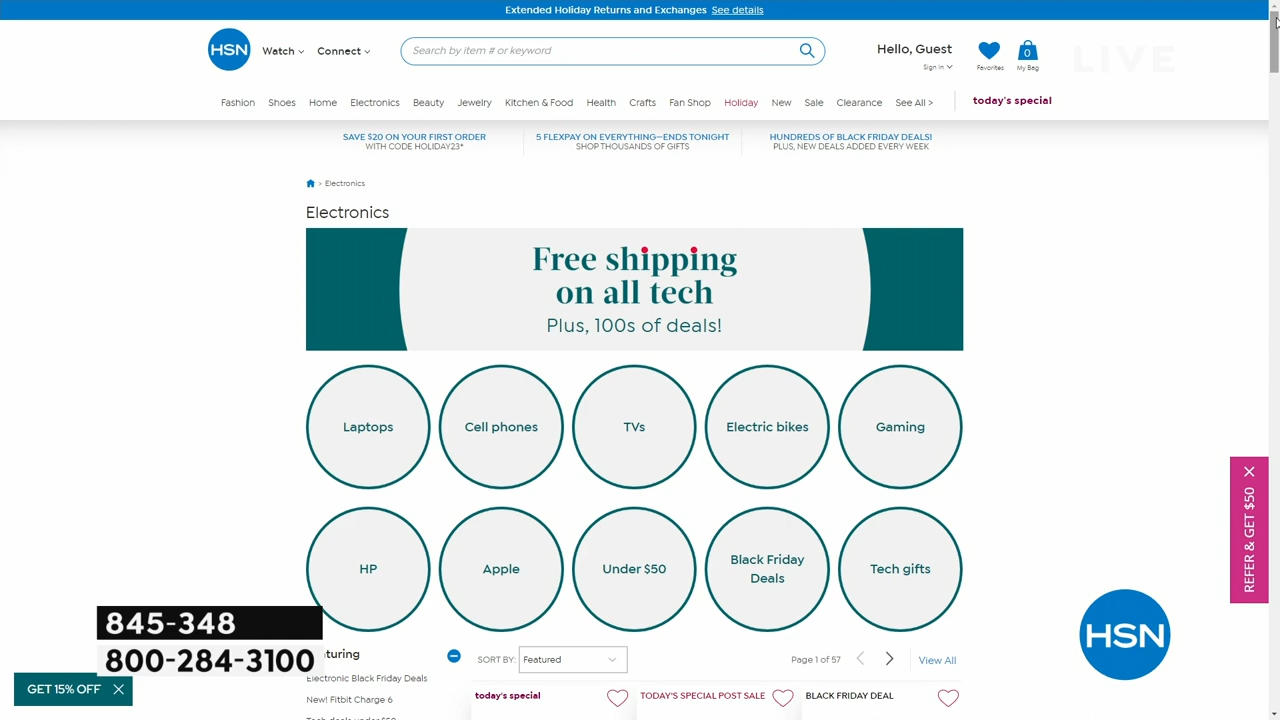 Extended Holiday Returns and Exchanges See details
HSN
Watch
Connect
Search by item # or keyword
Hello, Guest
Sign In
Favorites
0
My Bag
LIVE
Fashion Shoes Home Electronics Beauty Jewelry Kitchen & Food Health Crafts Fan Shop Holiday New Sale Clearance See All >
today's special
SAVE $20 ON YOUR FIRST ORDER
WITH CODE HOLIDAY23*
5 FLEXPAY ON EVERYTHING—ENDS TONIGHT
SHOP THOUSANDS OF GIFTS
HUNDREDS OF BLACK FRIDAY DEALS!
PLUS, NEW DEALS ADDED EVERY WEEK
> Electronics
Electronics
Free shipping
on all tech
Plus, 100s of deals!
Laptops
Cell phones
TVs
Electric bikes
Gaming
HP
Apple
Under $50
Black Friday
Deals
Tech gifts
REFER & GET $50
845-348
800-284-3100
HSN
turing
SORT BY: Featured
Page 1 of 57
View All
Electronic Black Friday Deals
New! Fitbit Charge 6
Tech deals under $50
GET 15% OFF
today's special
TODAY'S SPECIAL POST SALE
BLACK FRIDAY DEAL